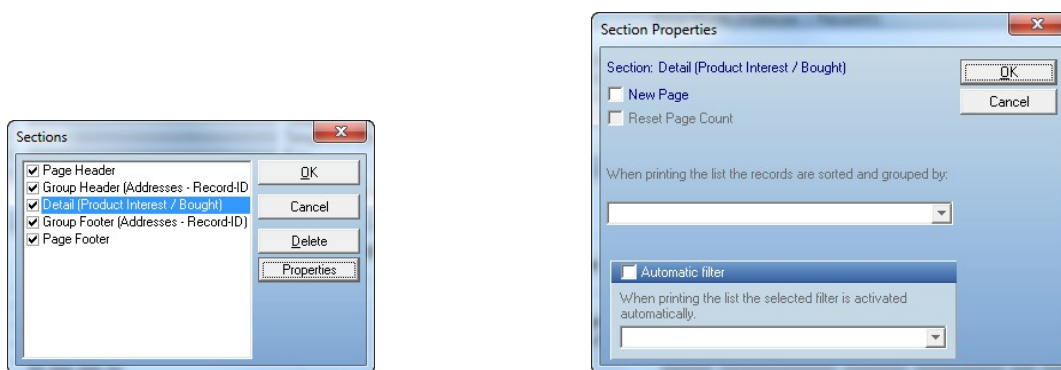 Sections
Page Header
Group Header (Addresses - Record-ID
Detail (Product Interest / Bought)
Group Footer (Addresses - Record-ID)
Page Footer
OK
Cancel
Delete
Properties
Section Properties
Section: Detail (Product Interest / Bought)
New Page
Reset Page Count
OK
Cancel
When printing the list the records are sorted and grouped by:
Automatic filter
When printing the list the selected filter is activated
automatically.